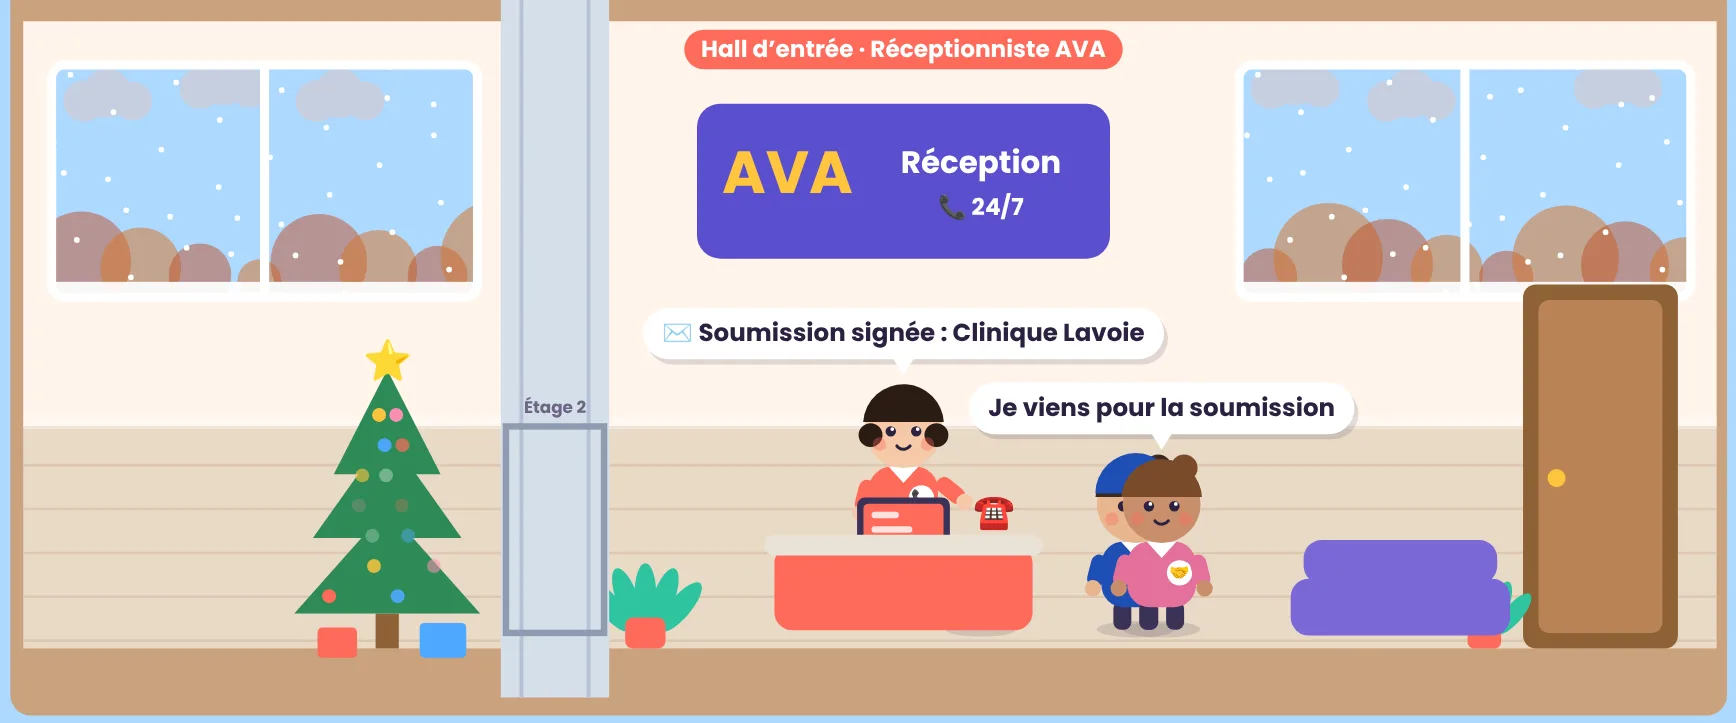 Hall d’entrée · Réceptionniste AVA
AVA
Réception
📞 24/7
✉️ Soumission signée : Clinique Lavoie
Je viens pour la soumission
Étage 2